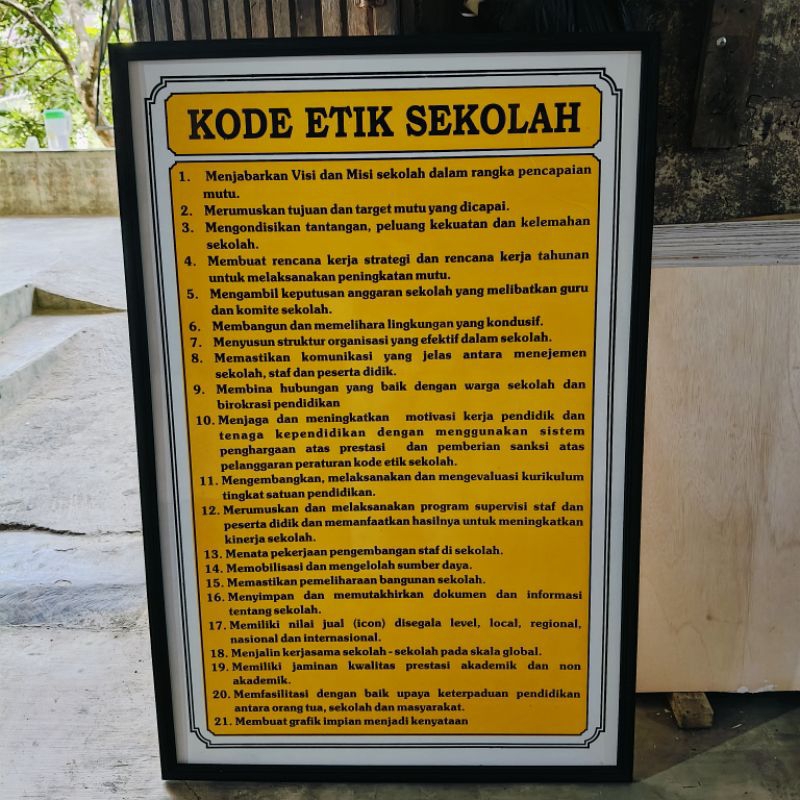 KODE ETIK SEKOLAH
1. Menjabarkan Visi dan Misi sekolah dalam rangka pencapaian
mutu.
2. Merumuskan tujuan dan target mutu yang dicapai.
3. Mengondisikan tantangan, peluang kekuatan dan kelemahan
sekolah.
4. Membuat rencana kerja strategi dan rencana kerja tahunan
untuk melaksanakan peningkatan mutu.
5. Mengambil keputusan anggaran sekolah yang melibatkan guru
dan komite sekolah.
6. Membangun dan memelihara lingkungan yang kondusif.
7. Menyusun struktur organisasi yang efektif dalam sekolah.
8. Memastikan komunikasi yang jelas antara menejemen
sekolah, staf dan peserta didik.
9. Membina hubungan yang baik dengan warga sekolah dan
birokrasi pendidikan
10. Menjaga dan meningkatkan motivasi kerja pendidik dan
tenaga kependidikan dengan menggunakan sistem
penghargaan atas prestasi dan pemberian sanksi atas
pelanggaran peraturan kode etik sekolah.
11. Mengembangkan, melaksanakan dan mengevaluasi kurikulum
tingkat satuan pendidikan.
12. Merumuskan dan melaksanakan program supervisi staf dan
peserta didik dan memanfaatkan hasilnya untuk meningkatkan
kinerja sekolah.
13. Menata pekerjaan pengembangan staf di sekolah.
14. Memobilisasi dan mengelolah sumber daya.
15. Memastikan pemeliharaan bangunan sekolah.
16. Menyimpan dan memutakhirkan dokumen dan informasi
tentang sekolah.
17. Memiliki nilai jual (icon) disegala level, local, regional,
nasional dan internasional.
18. Menjalin kerjasama sekolah - sekolah pada skala global.
19. Memiliki jaminan kwalitas prestasi akademik dan non
akademik.
20. Memfasilitasi dengan baik upaya keterpaduan pendidikan
antara orang tua, sekolah dan masyarakat.
21. Membuat grafik impian menjadi kenyataan